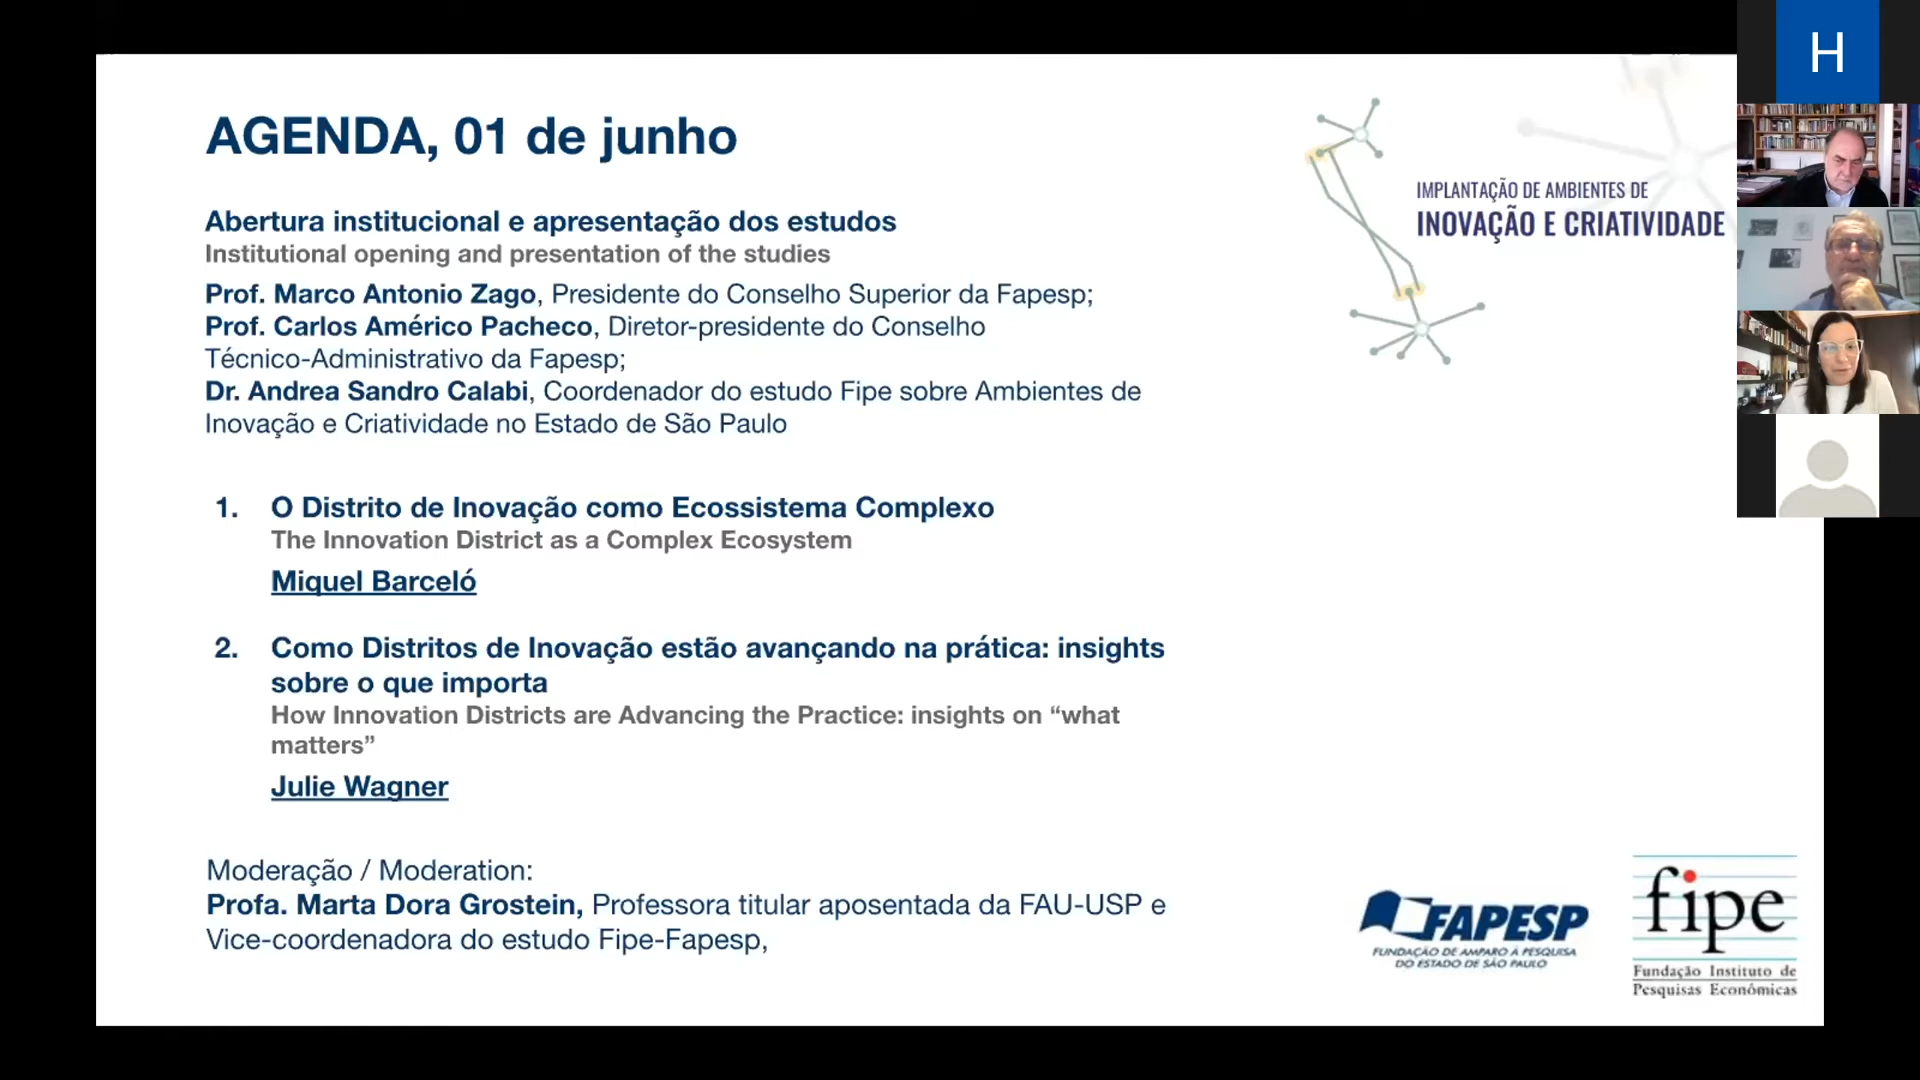 H
AGENDA, 01 de junho
IMPLANTAÇÃO DE AMBIENTES DE
INOVAÇÃO E CRIATIVIDADE
Abertura institucional e apresentação dos estudos
Institutional opening and presentation of the studies
Prof. Marco Antonio Zago, Presidente do Conselho Superior da Fapesp;
Prof. Carlos Américo Pacheco, Diretor-presidente do Conselho
Técnico-Administrativo da Fapesp;
Dr. Andrea Sandro Calabi, Coordenador do estudo Fipe sobre Ambientes de
Inovação e Criatividade no Estado de São Paulo
1. O Distrito de Inovação como Ecossistema Complexo
The Innovation District as a Complex Ecosystem
Miquel Barceló
2. Como Distritos de Inovação estão avançando na prática: insights
sobre o que importa
How Innovation Districts are Advancing the Practice: insights on “what
matters”
Julie Wagner
Moderação / Moderation:
Profa. Marta Dora Grostein, Professora titular aposentada da FAU-USP e
Vice-coordenadora do estudo Fipe-Fapesp,
FAPESP
FUNDAÇÃO DE AMPARO À PESQUISA
DO ESTADO DE SÃO PAULO
fipe
Fundação Instituto de
Pesquisas Econômicas